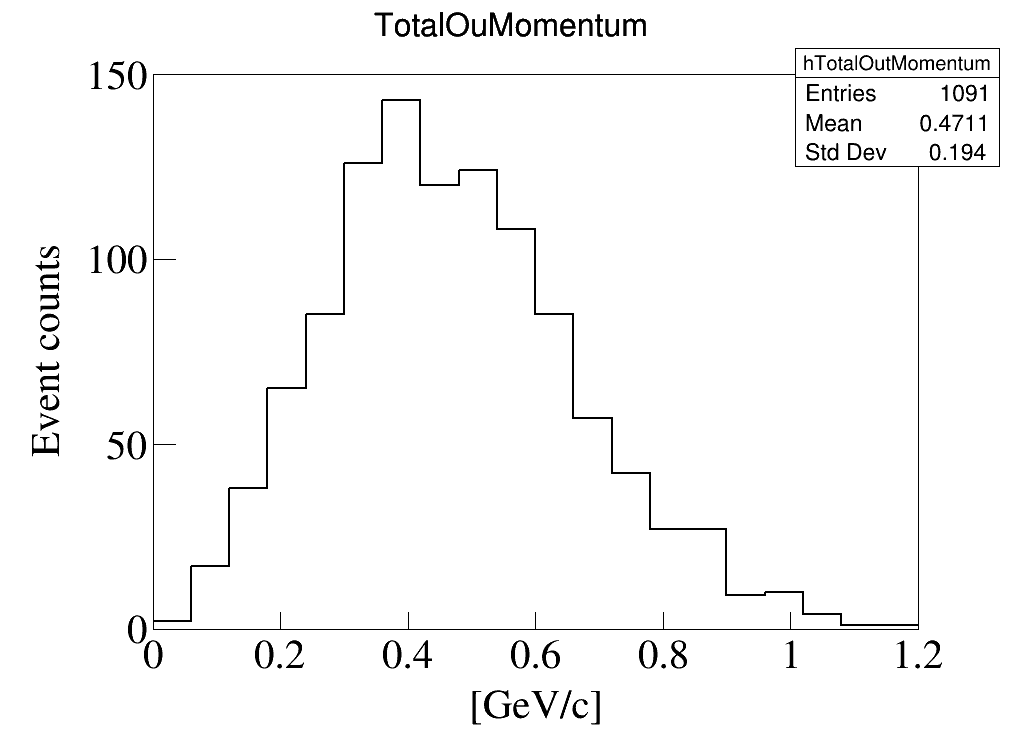 TotalOuMomentum
hTotalOutMomentum
Entries 1091
Mean 0.4711
Std Dev 0.194
150
100
50
0
Event counts
0 0.2 0.4 0.6 0.8 1 1.2
[GeV/c]